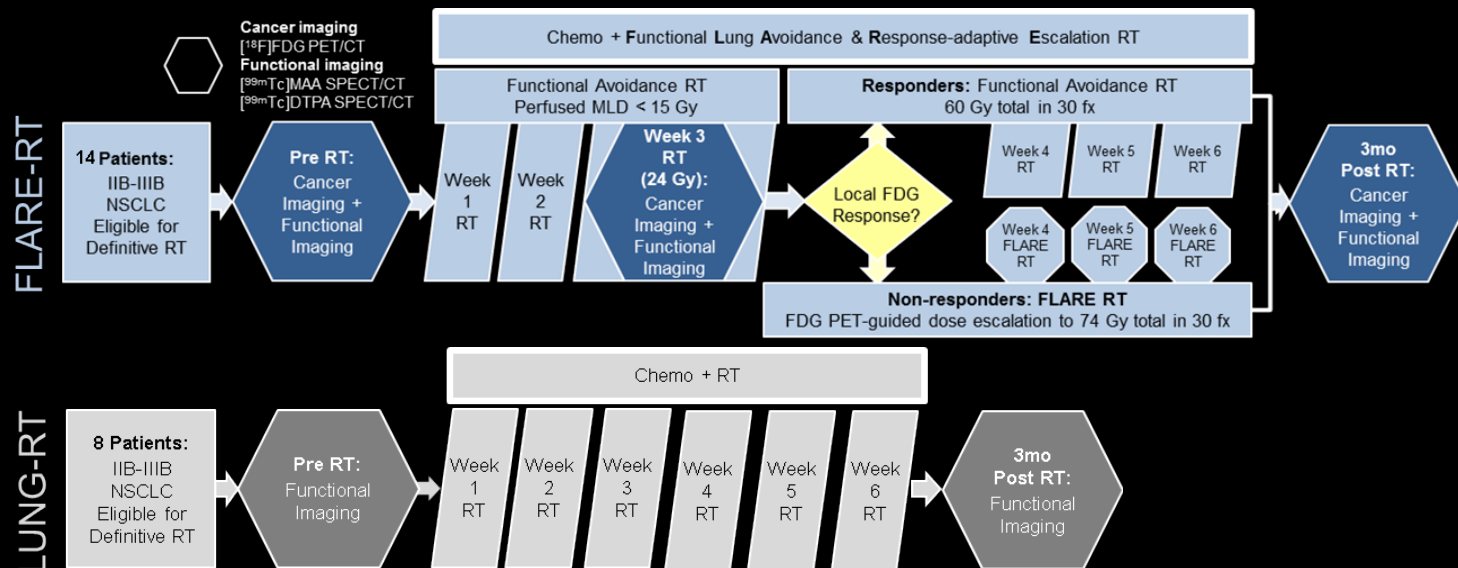 Cancer imaging
[¹⁸F]FDG PET/CT
Functional imaging
[⁹⁹ᵐTc]MAA SPECT/CT
[⁹⁹ᵐTc]DTPA SPECT/CT
Chemo + Functional Lung Avoidance & Response-adaptive Escalation RT
Functional Avoidance RT
Perfused MLD < 15 Gy
Responders: Functional Avoidance RT
60 Gy total in 30 fx
FLARE-RT
14 Patients:
IIB-IIIB
NSCLC
Eligible for
Definitive RT
Pre RT:
Cancer
Imaging +
Functional
Imaging
Week
1
RT
Week
2
RT
Week 3
RT
(24 Gy):
Cancer
Imaging +
Functional
Imaging
Local FDG
Response?
Week 4
RT
Week 5
RT
Week 6
RT
Week 4
FLARE
RT
Week 5
FLARE
RT
Week 6
FLARE
RT
Non-responders: FLARE RT
FDG PET-guided dose escalation to 74 Gy total in 30 fx
3mo
Post RT:
Cancer
Imaging +
Functional
Imaging
LUNG-RT
Chemo + RT
8 Patients:
IIB-IIIB
NSCLC
Eligible for
Definitive RT
Pre RT:
Functional
Imaging
Week
1
RT
Week
2
RT
Week
3
RT
Week
4
RT
Week
5
RT
Week
6
RT
3mo
Post RT:
Functional
Imaging